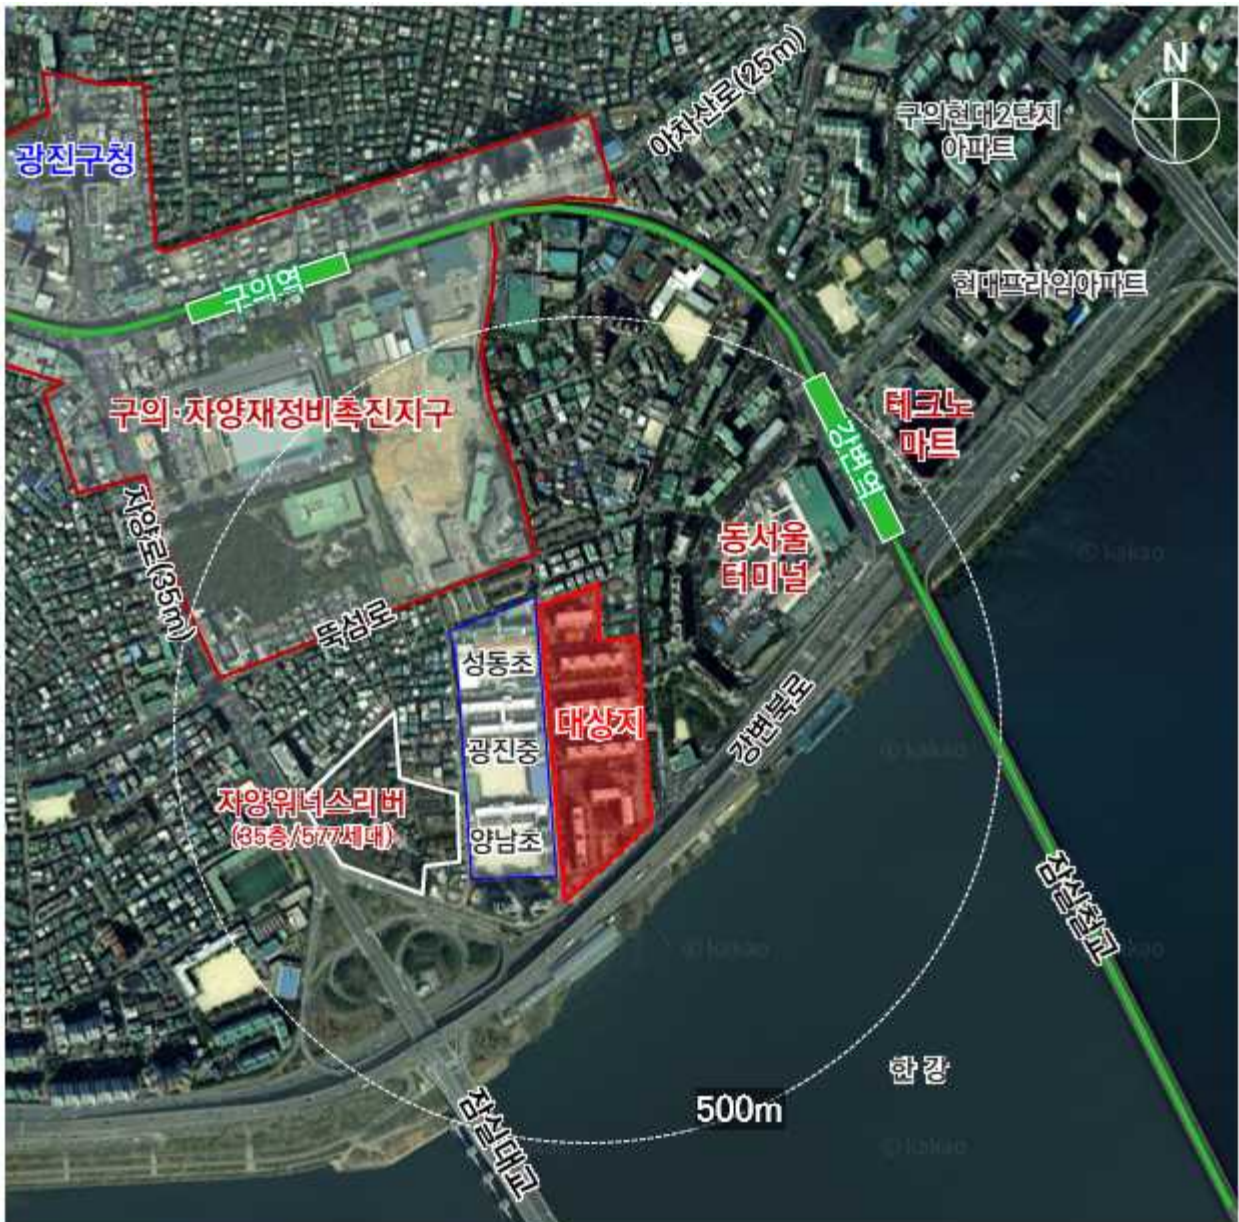 아차산로(25m)
N
구의현대2단지
아파트
광진구청
구의역
현대프라임아파트
구의·자양재정비촉진지구
테크노
마트
강변역
자양로(35m)
동서울
터미널
© kakao
뚝섬로
성동초
대상지
강변북로
광진중
© kakao
자양워너스리버
(35층/577세대)
양남초
잠실철교
© kakao
kakao
한 강
500m
잠실대교
© kakao